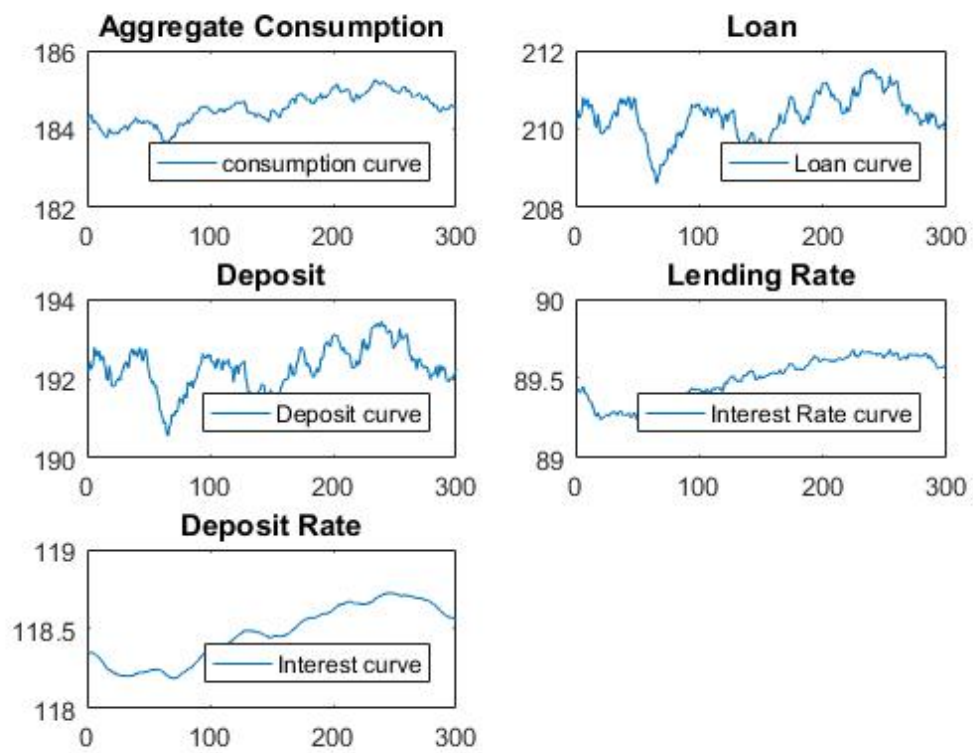 Aggregate Consumption
186
184
182
consumption curve
0 100 200 300
Loan
212
210
208
Loan curve
0 100 200 300
Deposit
194
192
190
Deposit curve
0 100 200 300
Lending Rate
90
89.5
89
Interest Rate curve
0 100 200 300
Deposit Rate
119
118.5
118
Interest curve
0 100 200 300